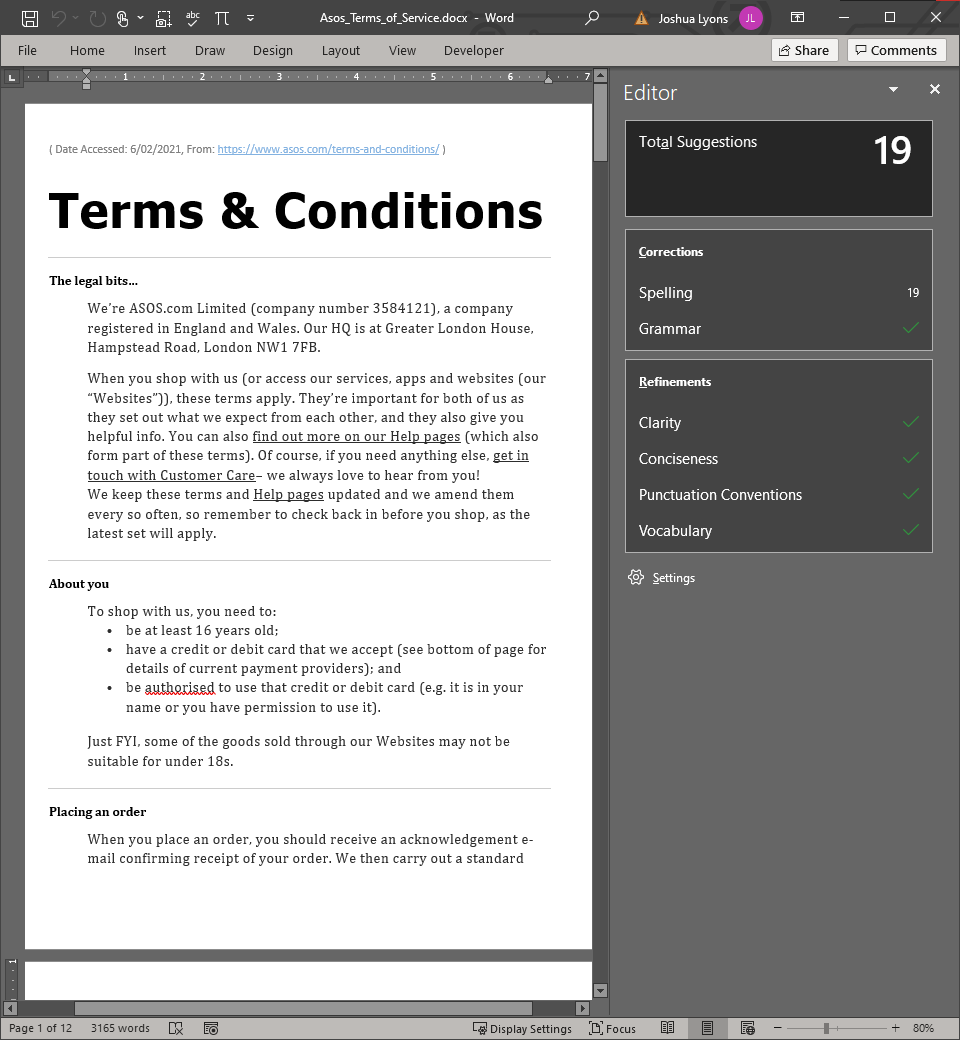 abc
Asos_Terms_of_Service.docx - Word
Joshua Lyons
JL
File Home Insert Draw Design Layout View Developer
Share
Comments
L
1 2 3 4 5 6 7
( Date Accessed: 6/02/2021, From: https://www.asos.com/terms-and-conditions/ )
Terms & Conditions
The legal bits…
We’re ASOS.com Limited (company number 3584121), a company
registered in England and Wales. Our HQ is at Greater London House,
Hampstead Road, London NW1 7FB.
When you shop with us (or access our services, apps and websites (our
“Websites”)), these terms apply. They’re important for both of us as
they set out what we expect from each other, and they also give you
helpful info. You can also find out more on our Help pages (which also
form part of these terms). Of course, if you need anything else, get in
touch with Customer Care– we always love to hear from you!
We keep these terms and Help pages updated and we amend them
every so often, so remember to check back in before you shop, as the
latest set will apply.
About you
To shop with us, you need to:
• be at least 16 years old;
• have a credit or debit card that we accept (see bottom of page for
details of current payment providers); and
• be authorised to use that credit or debit card (e.g. it is in your
name or you have permission to use it).
Just FYI, some of the goods sold through our Websites may not be
suitable for under 18s.
Placing an order
When you place an order, you should receive an acknowledgement e-
mail confirming receipt of your order. We then carry out a standard
1
Editor
Total Suggestions 19
Corrections
Spelling 19
Grammar
Refinements
Clarity
Conciseness
Punctuation Conventions
Vocabulary
Settings
Page 1 of 12 3165 words Display Settings Focus 80%